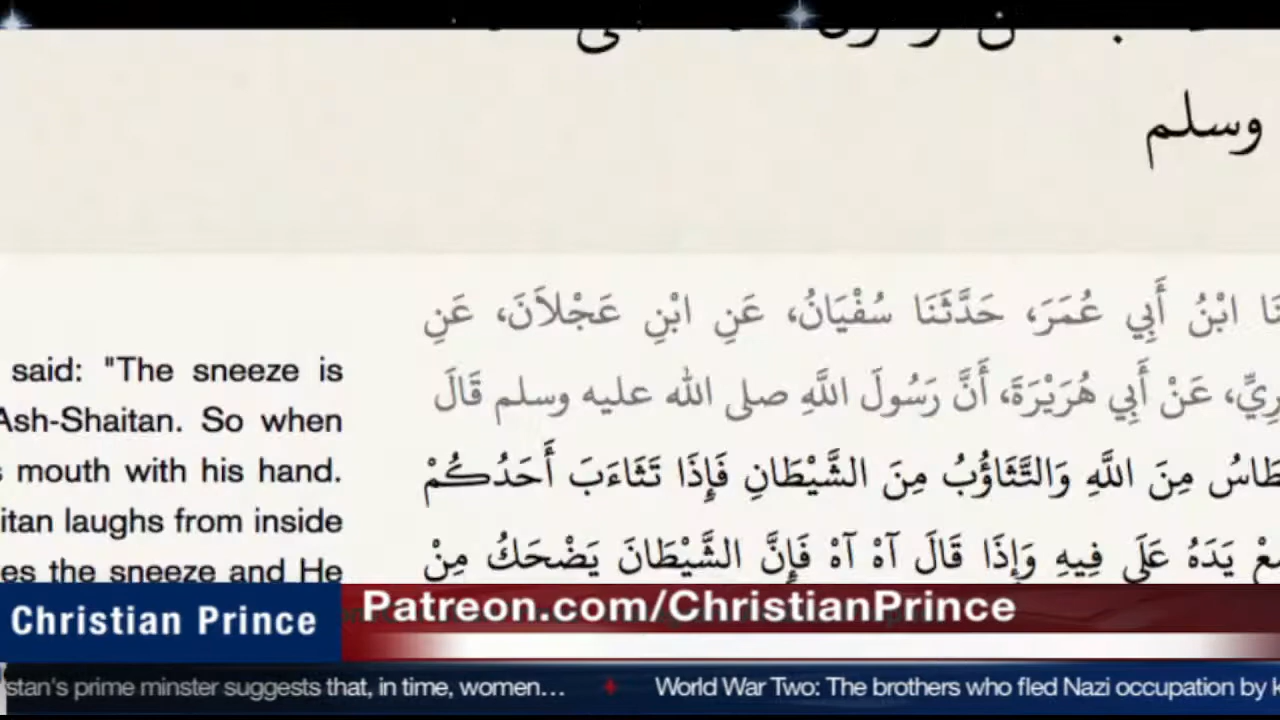 وسلم
ابْنُ أَبِي عُمَرَ، حَدَّثَنَا سُفْيَانُ، عَنِ ابْنِ عَجْلاَنَ، عَنِ
عَنْ أَبِي هُرَيْرَةَ، أَنَّ رَسُولَ اللَّهِ صلى الله عليه وسلم قَالَ
مِنَ اللَّهِ وَالتَّثَاؤُبُ مِنَ الشَّيْطَانِ فَإِذَا تَثَاءَبَ أَحَدُكُمْ
يَدَهُ عَلَى فِيهِ وَإِذَا قَالَ آهْ آهْ فَإِنَّ الشَّيْطَانَ يَضْحَكُ مِنْ
said: "The sneeze is
Ash-Shaitan. So when
mouth with his hand.
itan laughs from inside
es the sneeze and He
Christian Prince
Patreon.com/ChristianPrince
stan's prime minster suggests that, in time, women...
World War Two: The brothers who fled Nazi occupation by